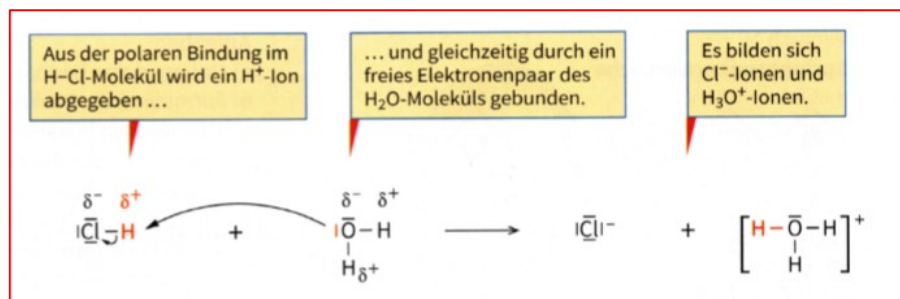 Aus der polaren Bindung im
H–Cl-Molekül wird ein H⁺-Ion
abgegeben …
… und gleichzeitig durch ein
freies Elektronenpaar des
H₂O-Moleküls gebunden.
Es bilden sich
Cl⁻-Ionen und
H₃O⁺-Ionen.
δ⁻ δ⁺ δ⁻ δ⁺
|C̅l̲–H + |O̅–H ⟶ |C̅l̲|⁻ + [H–O̅–H]⁺
Hδ⁺ H